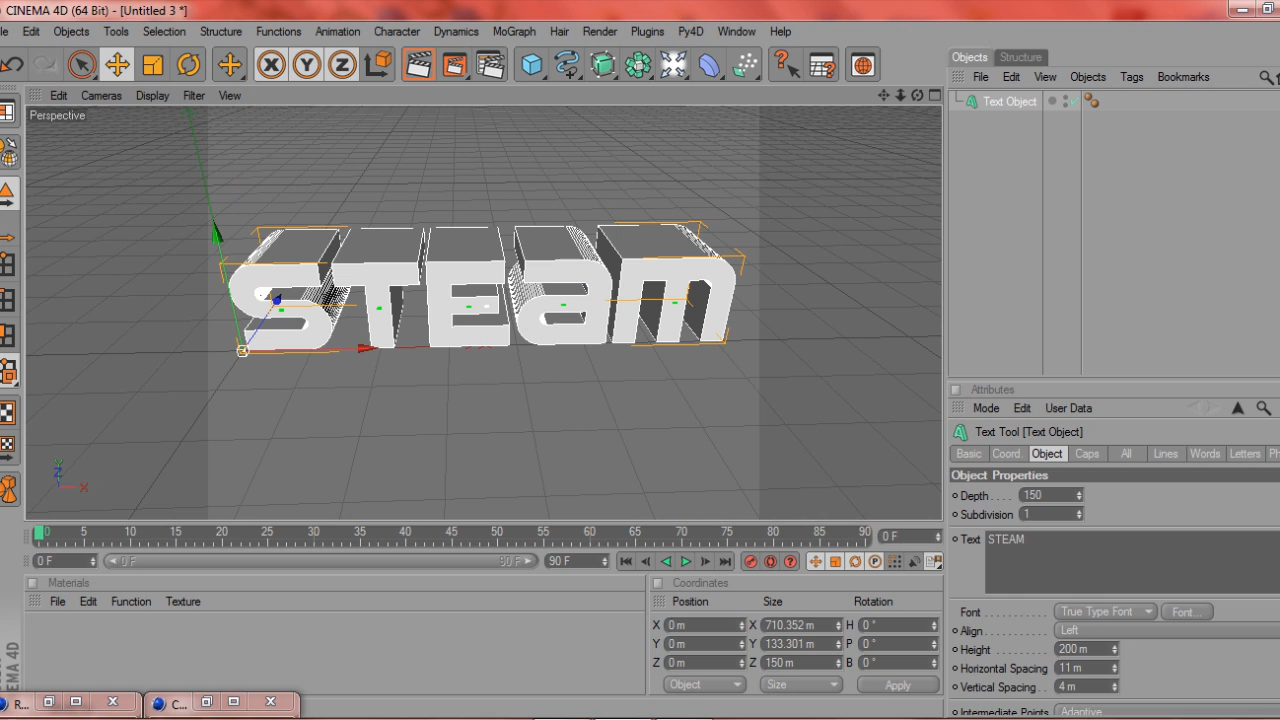 CINEMA 4D (64 Bit) - [Untitled 3 *]
Edit Objects Tools Selection Structure Functions Animation Character Dynamics MoGraph Hair Render Plugins Py4D Window Help
Edit Cameras Display Filter View
Perspective
STEam
0 5 10 15 20 25 30 35 40 45 50 55 60 65 70 75 80 85 90 0 F
0 F 0 F 90 F 90 F
Materials
File Edit Function Texture
Coordinates
Position Size Rotation
X 0 m X 710.352 m H 0 °
Y 0 m Y 133.301 m P 0 °
Z 0 m Z 150 m B 0 °
Object Size Apply
Objects Structure
File Edit View Objects Tags Bookmarks
Text Object
Attributes
Mode Edit User Data
Text Tool [Text Object]
Basic Coord. Object Caps All Lines Words Letters
Object Properties
Depth . . . . 150
Subdivision 1
Text STEAM
Font . . . . . . . . . . . True Type Font Font...
Align. . . . . . . . . . . Left
Height . . . . . . . . . 200 m
Horizontal Spacing 11 m
Vertical Spacing . . 4 m
Intermediate Points Adaptive
R... C...
X Y Z